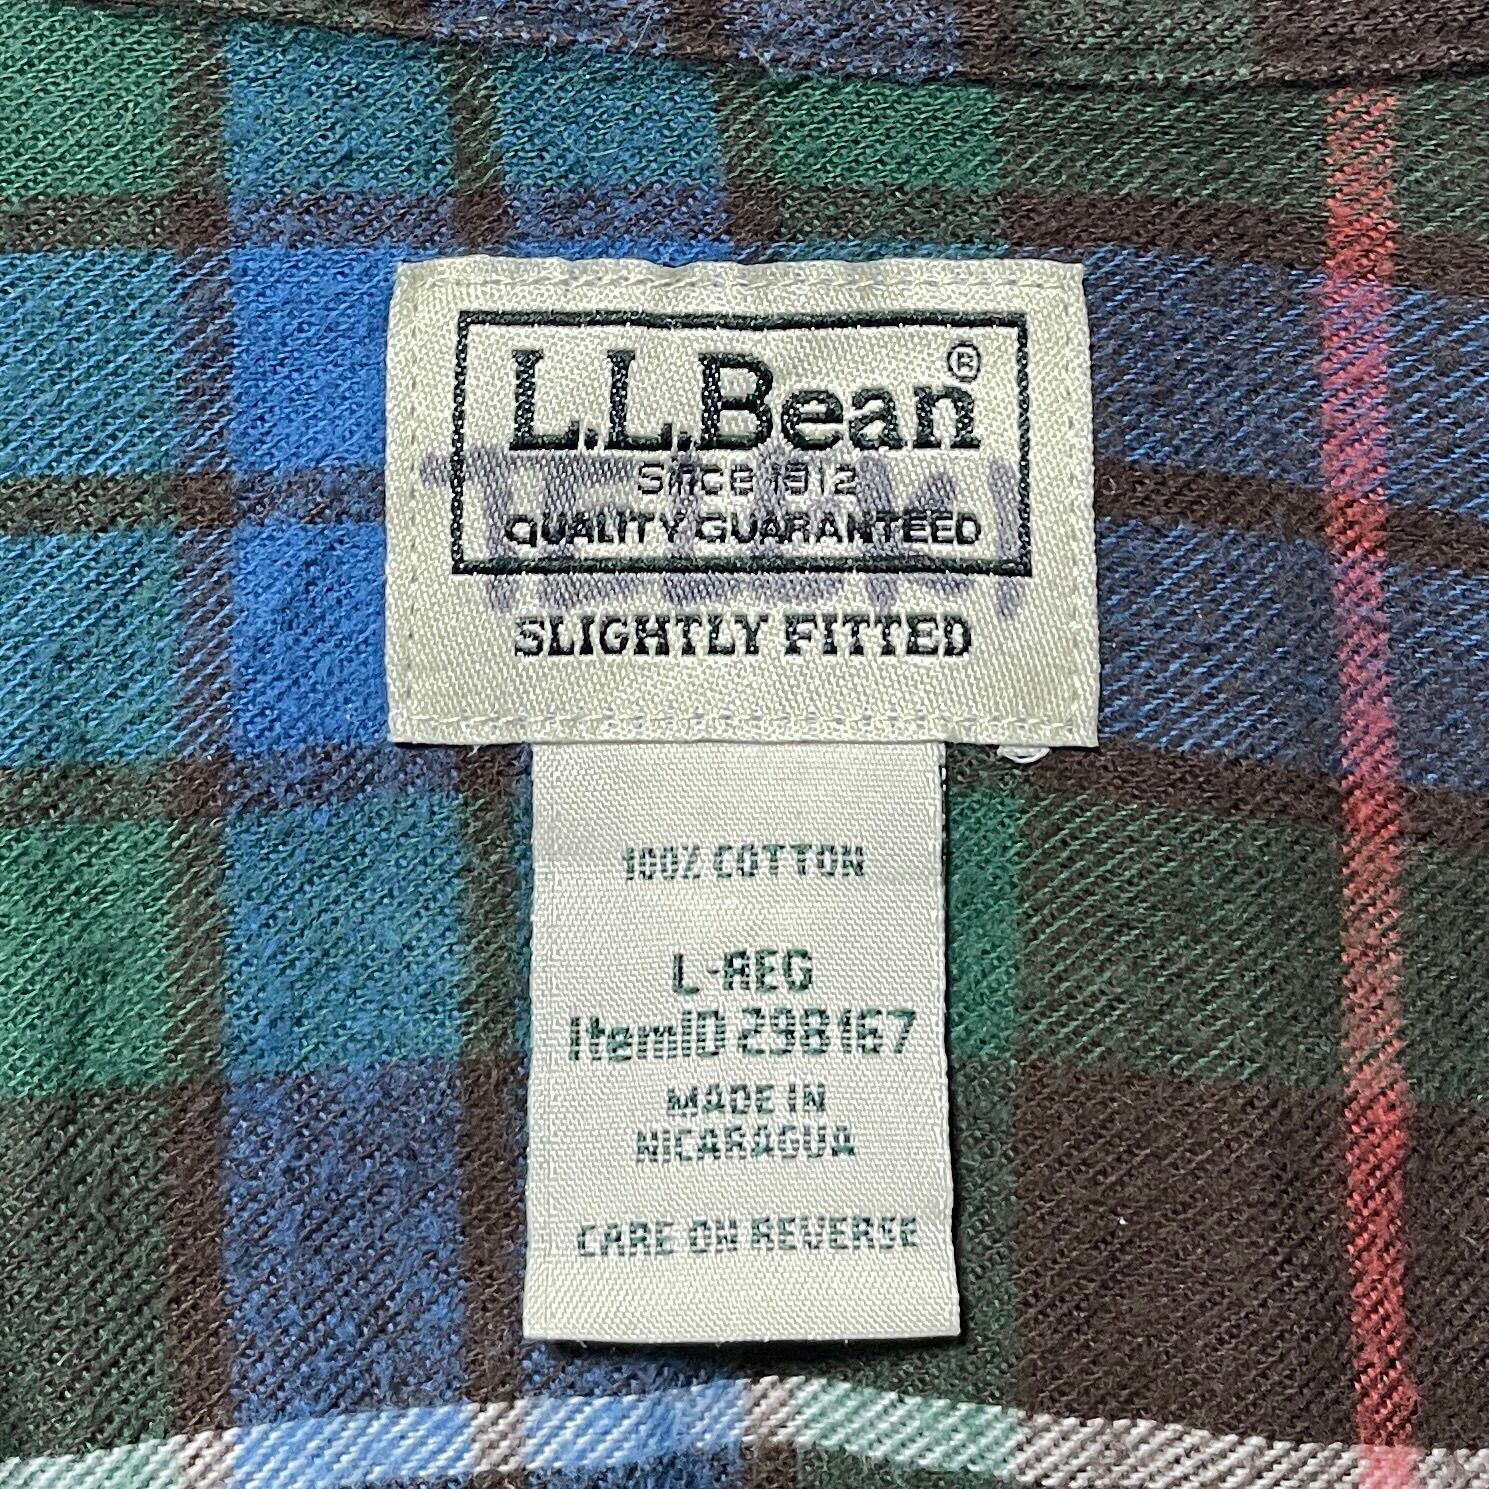 L.L.Bean®
Since 1912
QUALITY GUARANTEED
SLIGHTLY FITTED
100% COTTON
L-REG
ItemID 298167
MADE IN
NICARAGUA
CARE ON REVERSE